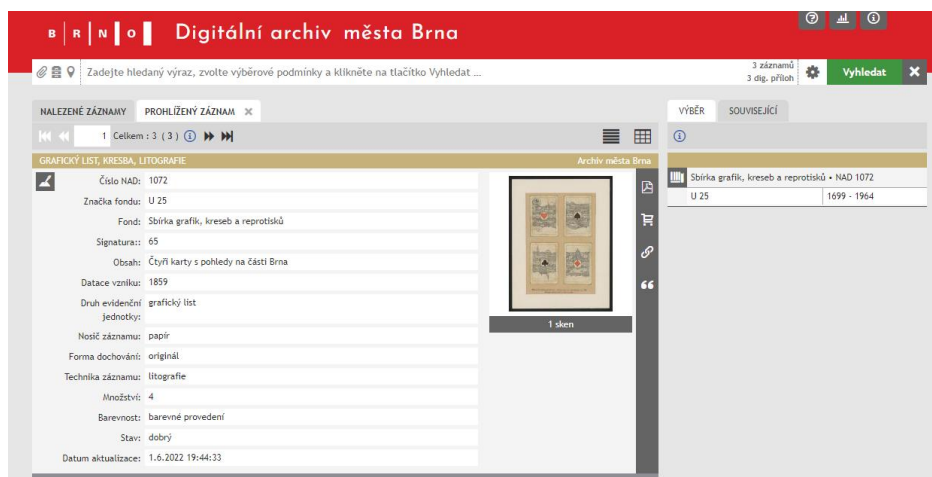 B R N O Digitální archiv města Brna
Zadejte hledaný výraz, zvolte výběrové podmínky a klikněte na tlačítko Vyhledat ...
3 záznamů
3 dig. příloh
Vyhledat
NALEZENÉ ZÁZNAMY PROHLÍŽENÝ ZÁZNAM
1 Celkem : 3 ( 3 )
GRAFICKÝ LIST, KRESBA, LITOGRAFIE Archiv města Brna
Číslo NAD: 1072
Značka fondu: U 25
Fond: Sbírka grafik, kreseb a reprotisků
Signatura:: 65
Obsah: Čtyři karty s pohledy na části Brna
Datace vzniku: 1859
Druh evidenční jednotky: grafický list
Nosič záznamu: papír
Forma dochování: originál
Technika záznamu: litografie
Množství: 4
Barevnost: barevné provedení
Stav: dobrý
Datum aktualizace: 1.6.2022 19:44:33
1 sken
VÝBĚR SOUVISEJÍCÍ
Sbírka grafik, kreseb a reprotisků • NAD 1072
U 25 1699 - 1964